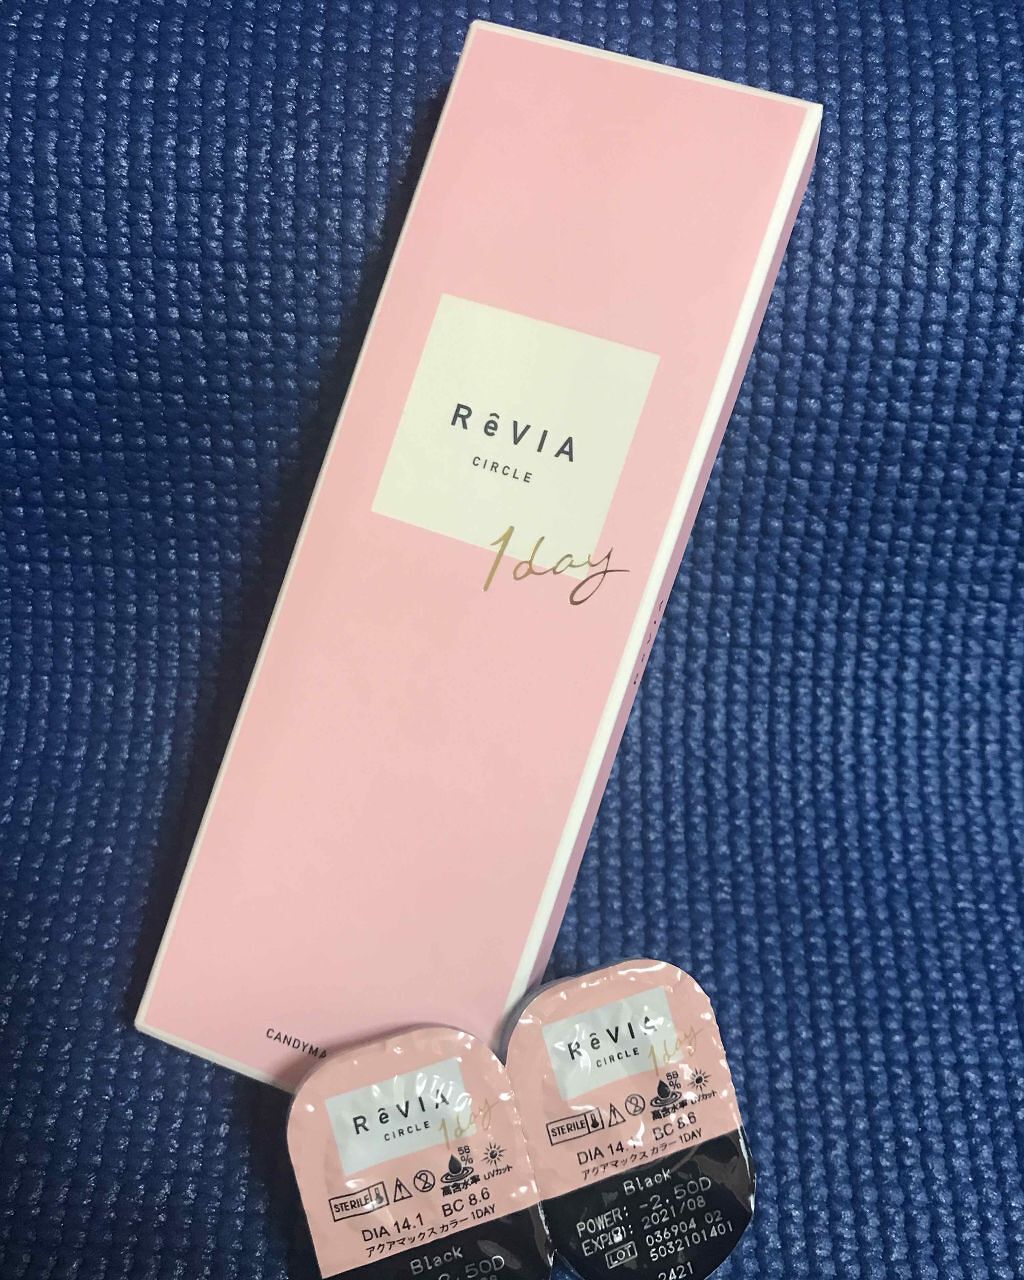 RêVIA
CIRCLE
1day
CANDYMA
RêVIA
CIRCLE
1day
58
%
STERILE
高含水率 UVカット
DIA 14.1 BC 8.6
アクアマックス カラー 1DAY
Black
2.50D
RêVIA
CIRCLE
1day
58
%
STERILE
高含水率 UVカット
DIA 14.1 BC 8.6
アクアマックス カラー 1DAY
Black
POWER: -2.50D
2021/08
LOT 036904 02
5032101401
2421